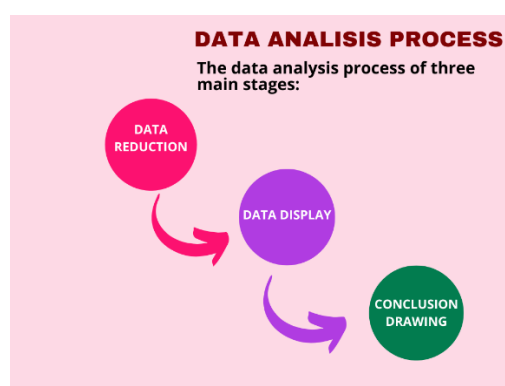 DATA ANALISIS PROCESS
The data analysis process of three
main stages:
DATA
REDUCTION
DATA DISPLAY
CONCLUSION
DRAWING